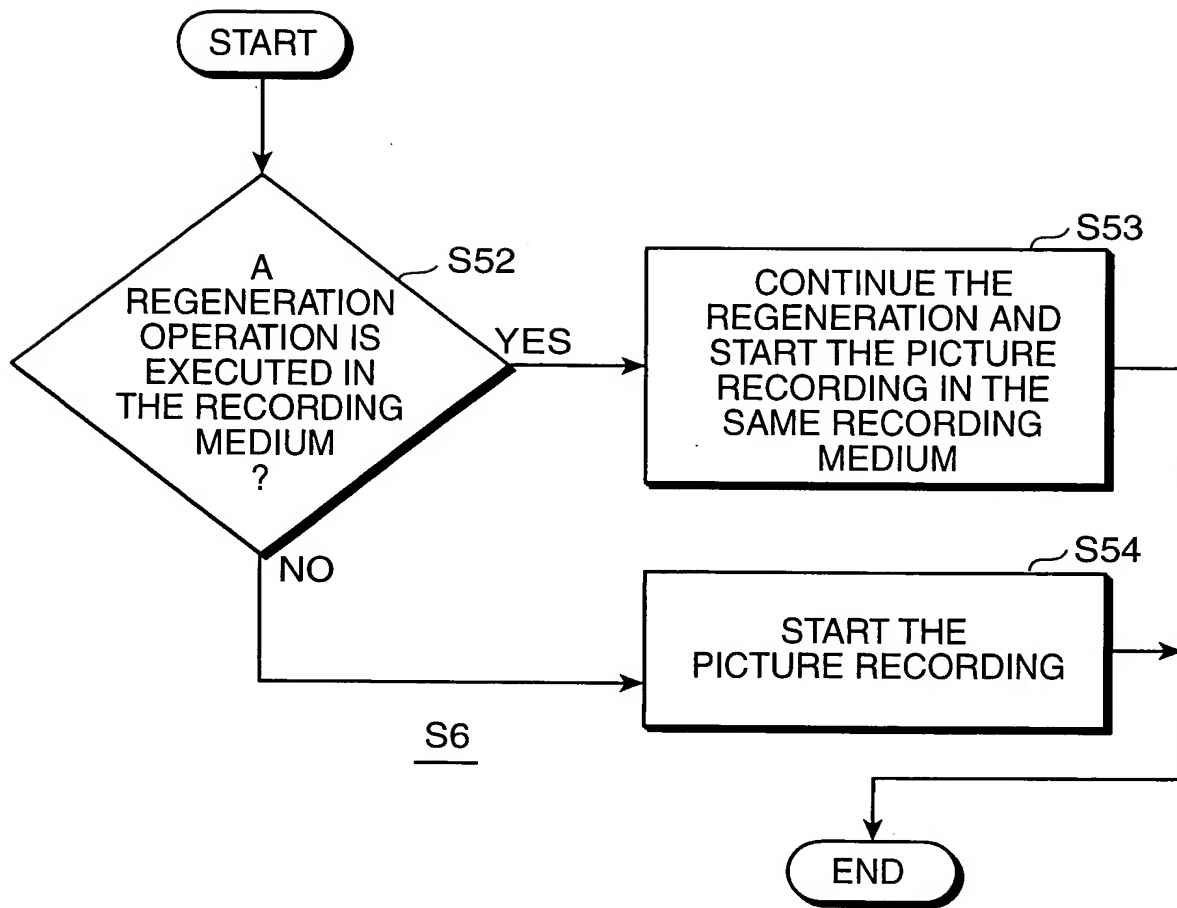 START
A
REGENERATION
OPERATION IS
EXECUTED IN
THE RECORDING
MEDIUM
?
S52
YES
NO
S53
CONTINUE THE
REGENERATION AND
START THE PICTURE
RECORDING IN THE
SAME RECORDING
MEDIUM
S54
START THE
PICTURE RECORDING
S6
END